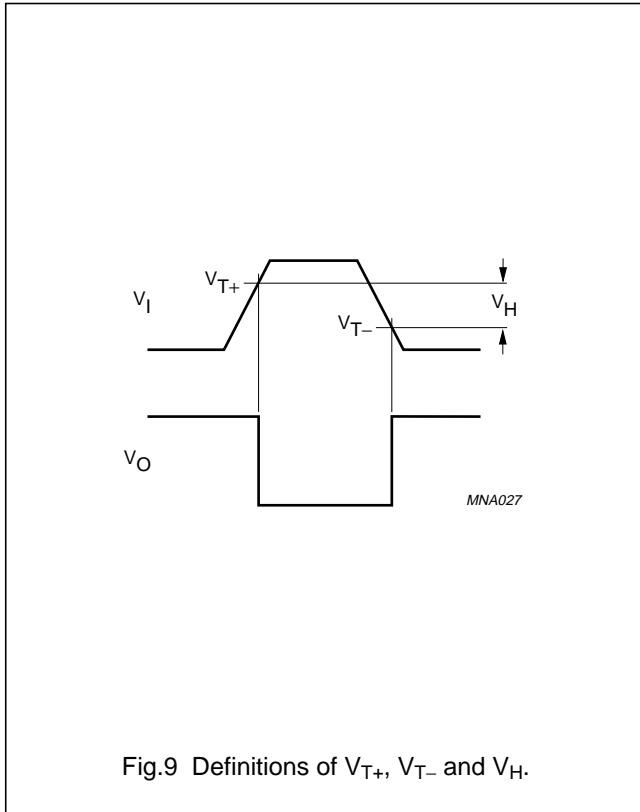 V_T+
V_I
V_H
V_T−
V_O
MNA027
Fig.9 Definitions of V_T+, V_T− and V_H.